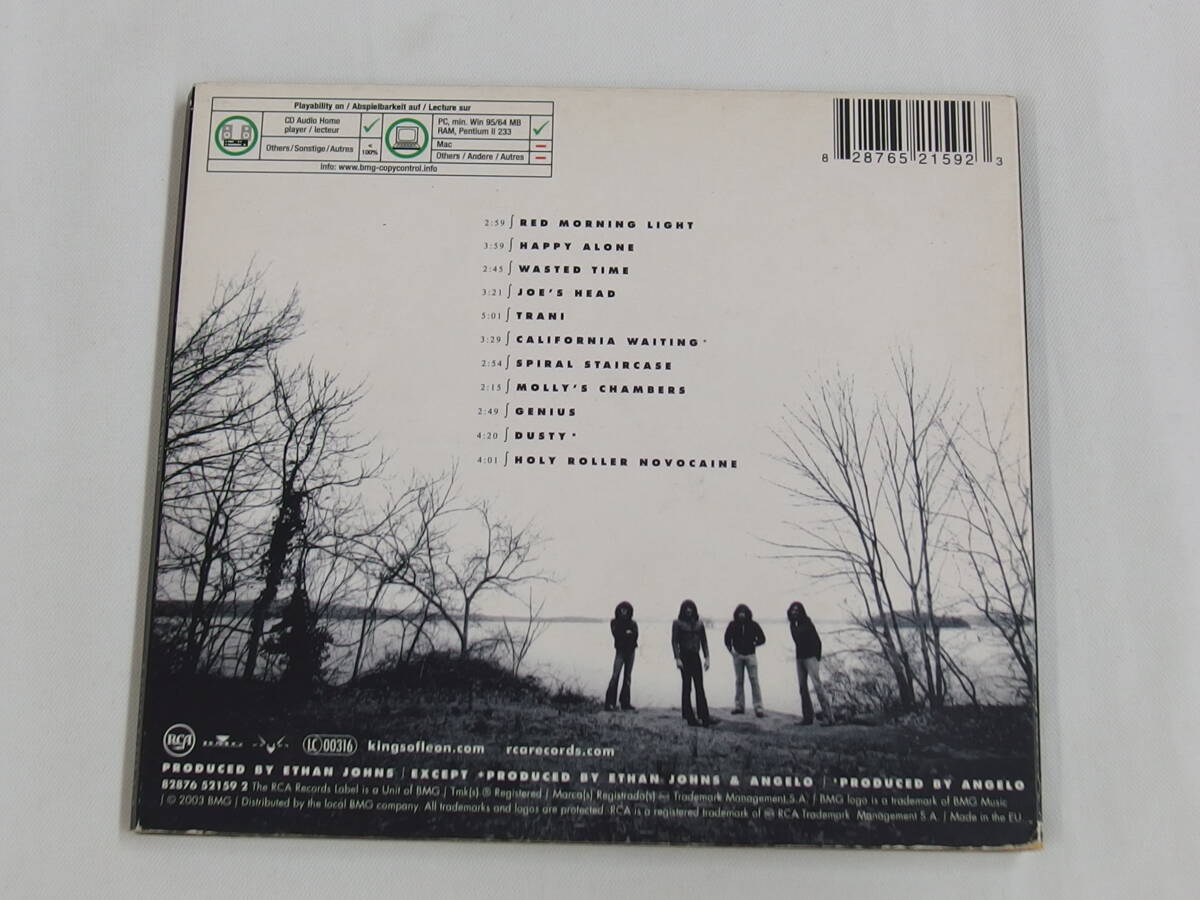 Playability on / Abspielbarkeit auf / Lecture sur
CD Audio Home player / lecteur
Others/Sonstige/Autres
< 100%
PC, min. Win 95/64 MB RAM, Pentium II 233
Mac
Others / Andere / Autres
Info: www.bmg-copycontrol.info
8 28765 21592 3
2:59 RED MORNING LIGHT
3:59 HAPPY ALONE
2:45 WASTED TIME
3:21 JOE'S HEAD
5:01 TRANI
3:29 CALIFORNIA WAITING*
2:54 SPIRAL STAIRCASE
2:15 MOLLY'S CHAMBERS
2:49 GENIUS
4:20 DUSTY*
4:01 HOLY ROLLER NOVOCAINE
RCA BMG LC 00316 kingsofleon.com rcarecords.com
PRODUCED BY ETHAN JOHNS | EXCEPT *PRODUCED BY ETHAN JOHNS & ANGELO | *PRODUCED BY ANGELO
82876 52159 2 The RCA Records Label is a Unit of BMG | Tmk(s) ® Registered | Marca(s) Registrada(s) Trademark Management S.A. | BMG logo is a trademark of BMG Music
| © 2003 BMG | Distributed by the local BMG company. All trademarks and logos are protected. RCA is a registered trademark of RCA Trademark Management S.A. | Made in the EU